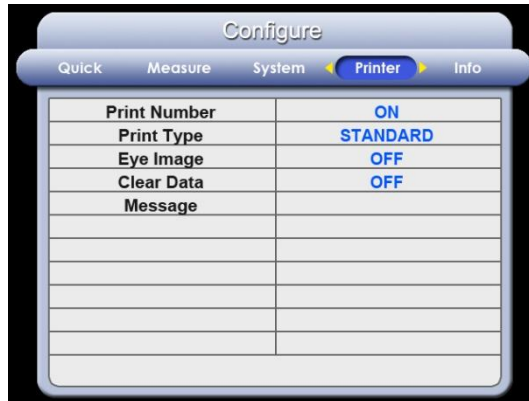 Configure
Quick Measure System Printer Info
Print Number ON
Print Type STANDARD
Eye Image OFF
Clear Data OFF
Message